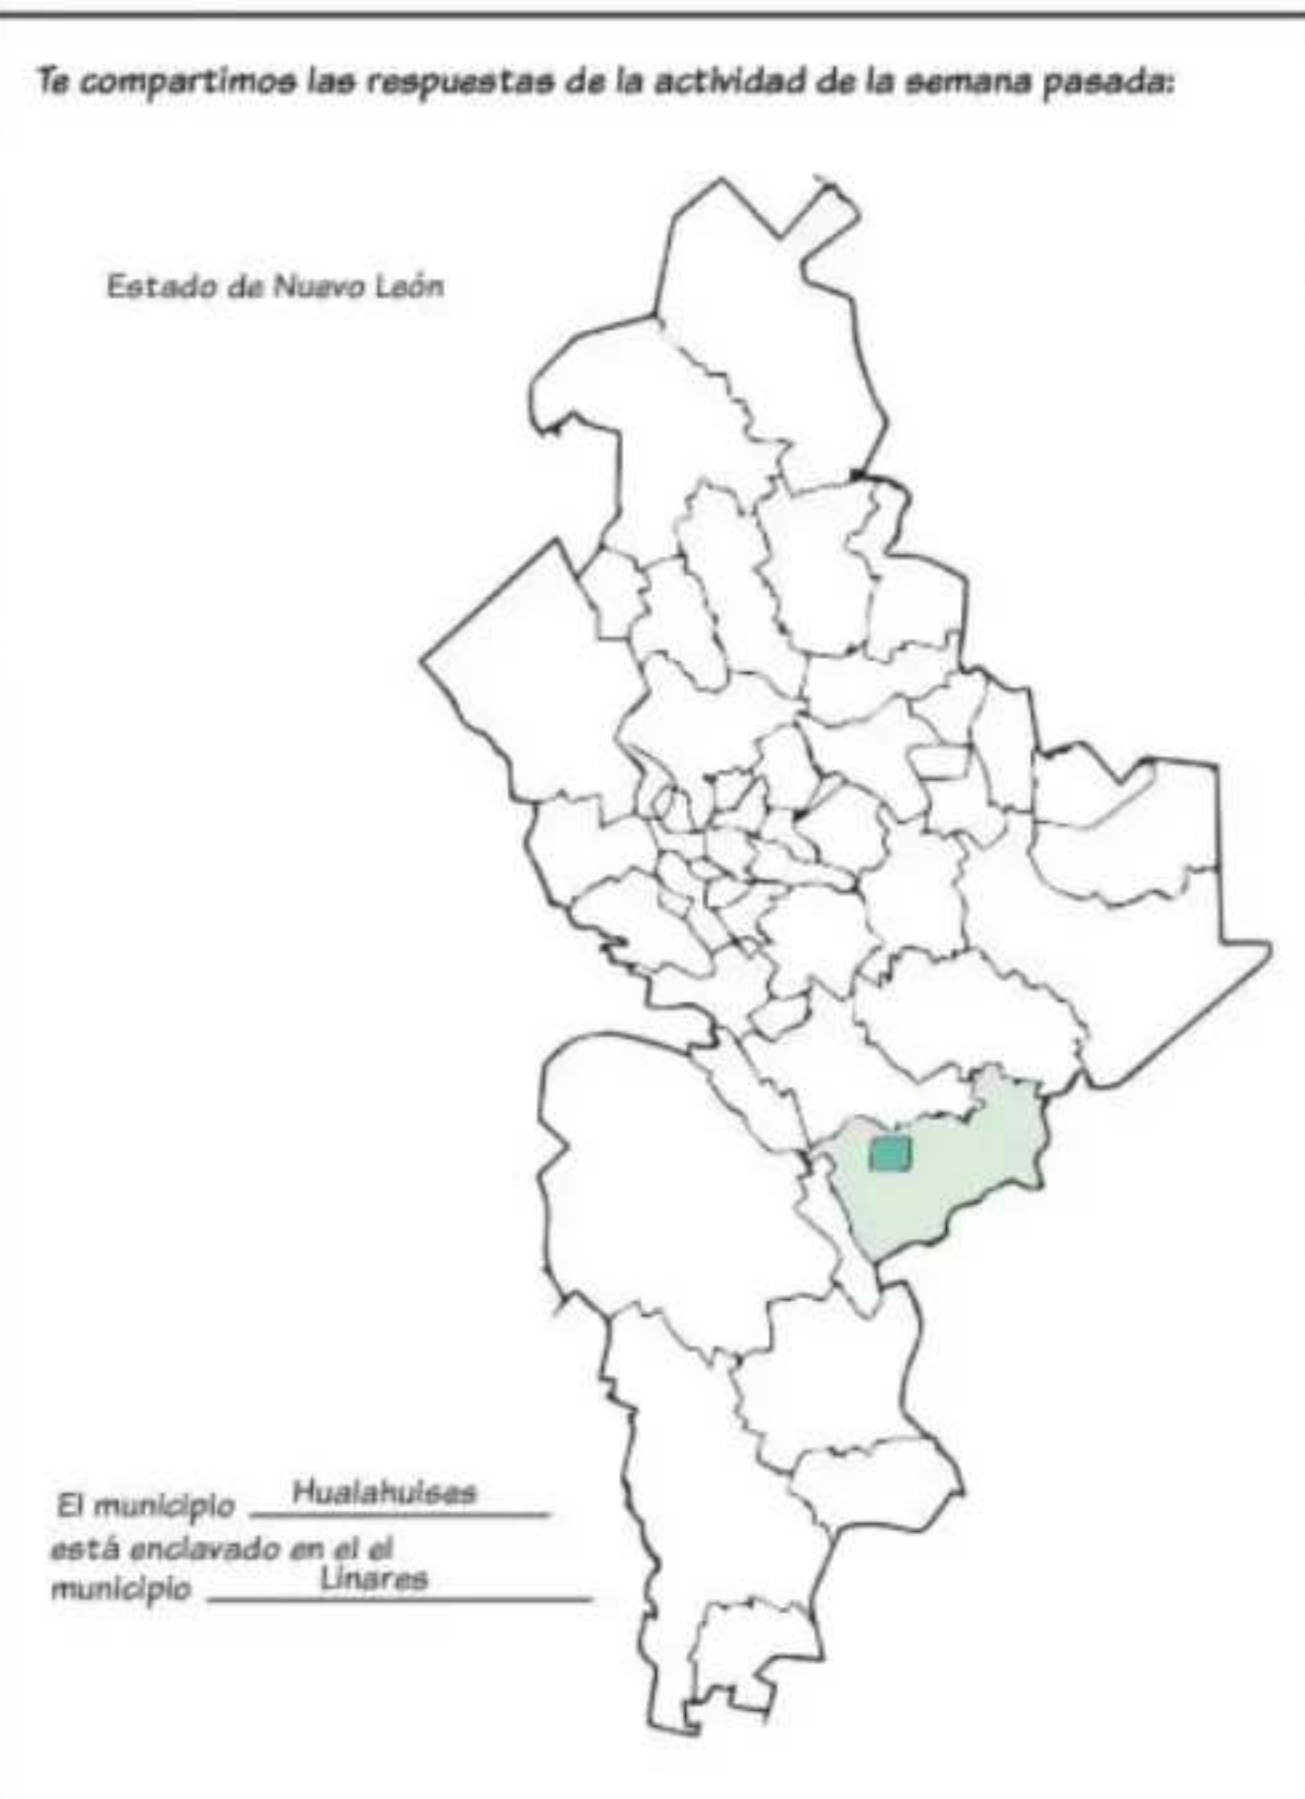 Te compartimos las respuestas de la actividad de la semana pasada:
Estado de Nuevo León
El municipio Hualahuises
está enclavado en el el
municipio Linares